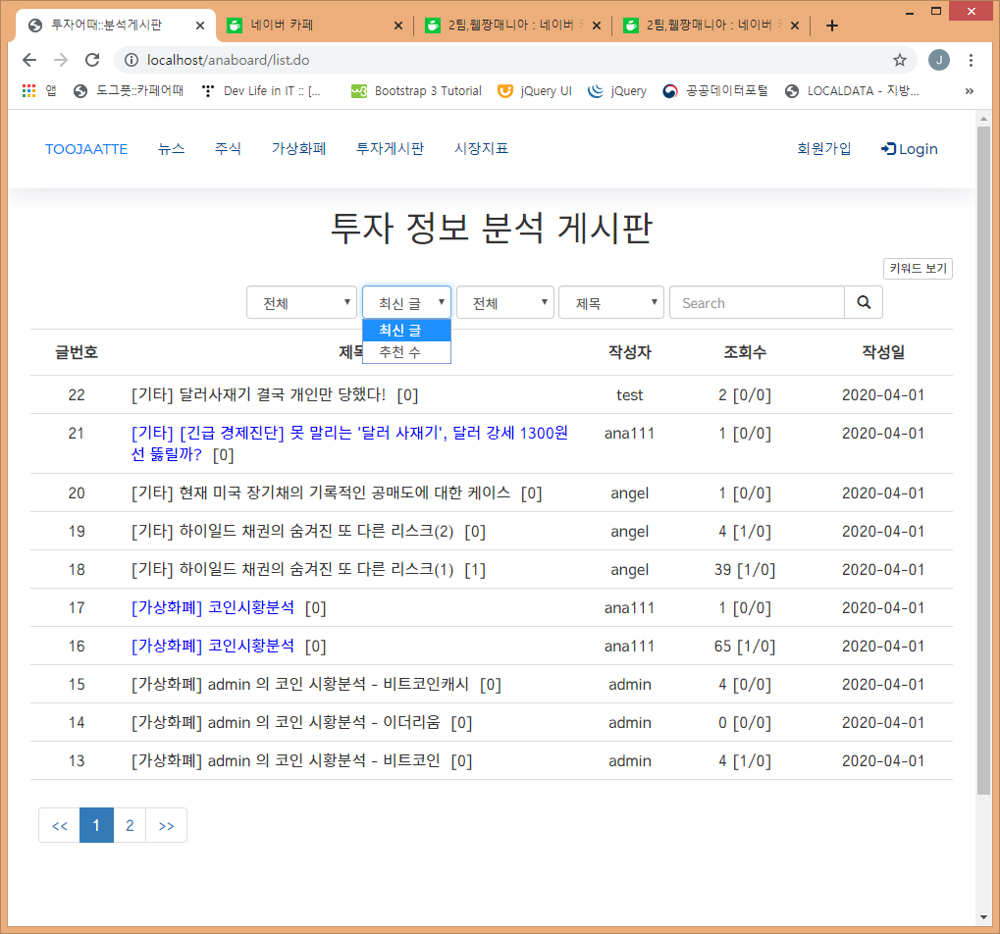 투자어때::분석게시판
네이버 카페
2팀,웹짱매니아 : 네이버
2팀,웹짱매니아 : 네이버
localhost/anaboard/list.do
J
앱
도그풋::카페어때
Dev Life in IT :: [...
Bootstrap 3 Tutorial
jQuery UI
jQuery
공공데이터포털
LOCALDATA - 지방...
»
TOOJAATTE 뉴스 주식 가상화폐 투자게시판 시장지표 회원가입 Login
투자 정보 분석 게시판
키워드 보기
전체 최신 글 전체 제목 Search
최신 글
추천 수
글번호 제목 작성자 조회수 작성일
22 [기타] 달러사재기 결국 개인만 당했다! [0] test 2 [0/0] 2020-04-01
21 [기타] [긴급 경제진단] 못 말리는 '달러 사재기', 달러 강세 1300원 ana111 1 [0/0] 2020-04-01
선 뚫릴까? [0]
20 [기타] 현재 미국 장기채의 기록적인 공매도에 대한 케이스 [0] angel 1 [0/0] 2020-04-01
19 [기타] 하이일드 채권의 숨겨진 또 다른 리스크(2) [0] angel 4 [1/0] 2020-04-01
18 [기타] 하이일드 채권의 숨겨진 또 다른 리스크(1) [1] angel 39 [1/0] 2020-04-01
17 [가상화폐] 코인시황분석 [0] ana111 1 [0/0] 2020-04-01
16 [가상화폐] 코인시황분석 [0] ana111 65 [1/0] 2020-04-01
15 [가상화폐] admin 의 코인 시황분석 - 비트코인캐시 [0] admin 4 [0/0] 2020-04-01
14 [가상화폐] admin 의 코인 시황분석 - 이더리움 [0] admin 0 [0/0] 2020-04-01
13 [가상화폐] admin 의 코인 시황분석 - 비트코인 [0] admin 4 [1/0] 2020-04-01
<< 1 2 >>